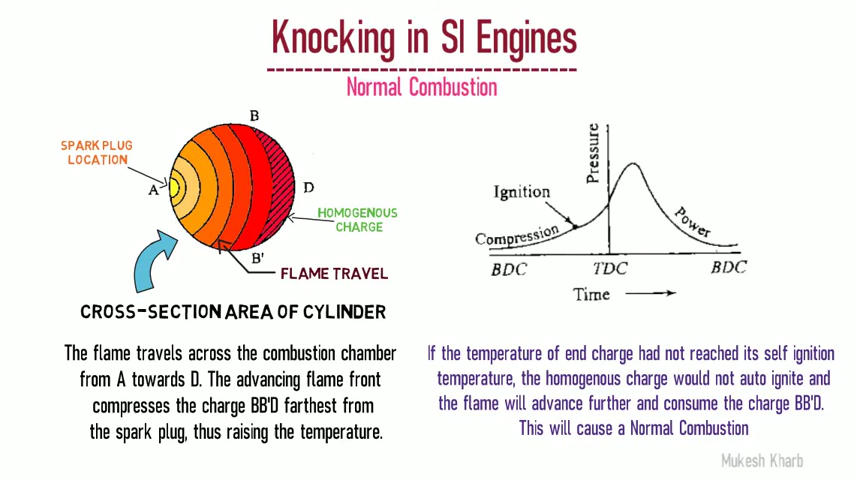 Knocking in SI Engines
Normal Combustion
SPARK PLUG
LOCATION
A
B
D
B'
HOMOGENOUS
CHARGE
FLAME TRAVEL
CROSS-SECTION AREA OF CYLINDER
Pressure
Ignition
Compression
Power
BDC
TDC
BDC
Time
The flame travels across the combustion chamber
from A towards D. The advancing flame front
compresses the charge BB'D farthest from
the spark plug, thus raising the temperature.
If the temperature of end charge had not reached its self ignition
temperature, the homogenous charge would not auto ignite and
the flame will advance further and consume the charge BB'D.
This will cause a Normal Combustion
Mukesh Kharb